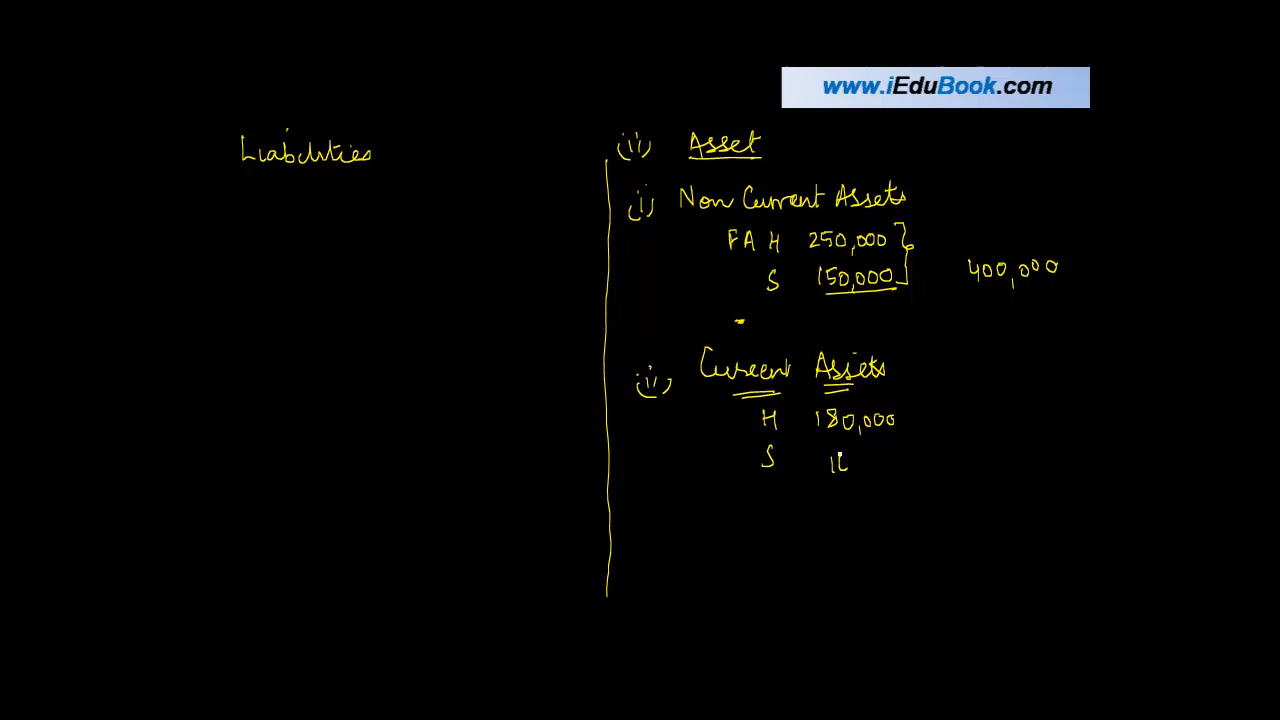 www.iEduBook.com
Liabilities
(ii) Asset
(i) Non Current Assets
FA H 250,000
S 150,000
400,000
(ii) Current Assets
H 180,000
S